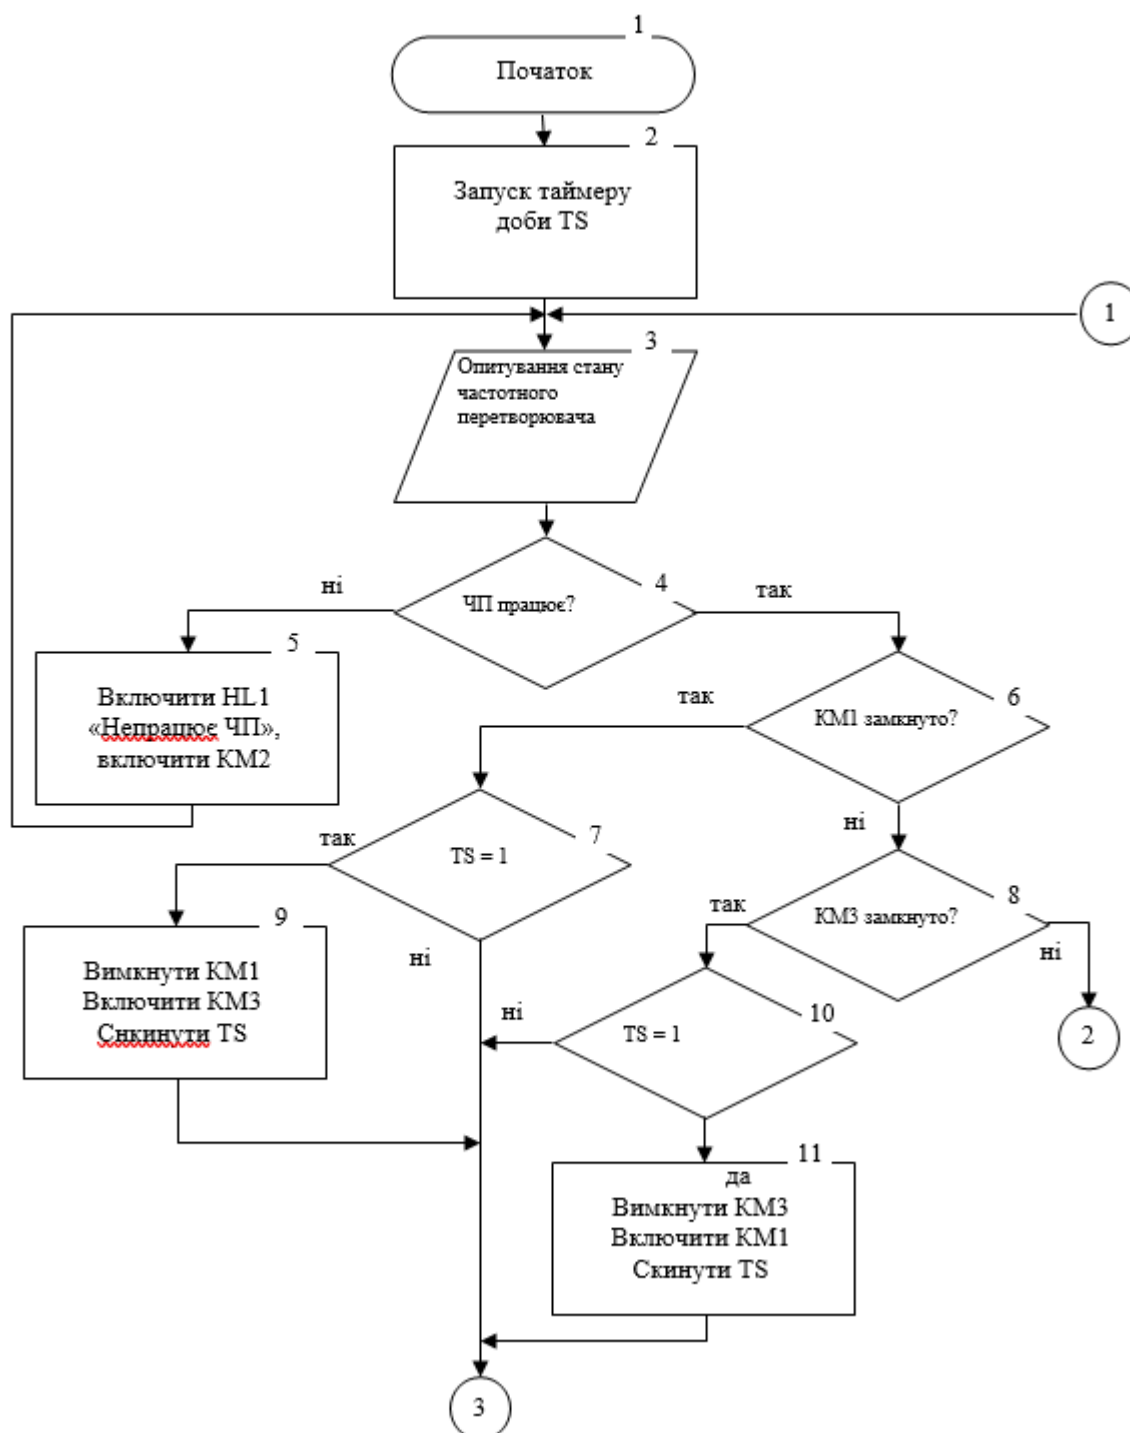 1
Початок
2
Запуск таймеру
доби TS
1
3
Опитування стану
частотного
перетворювача
ні
4
так
ЧП працює?
5
Включити HL1
«Непрацює ЧП»,
включити КМ2
так
6
КМ1 замкнуто?
так
7
TS = 1
ні
ні
8
так
КМ3 замкнуто?
ні
9
Вимкнути КМ1
Включити КМ3
Снкинути TS
ні
10
TS = 1
2
11
да
Вимкнути КМ3
Включити КМ1
Скинути TS
3